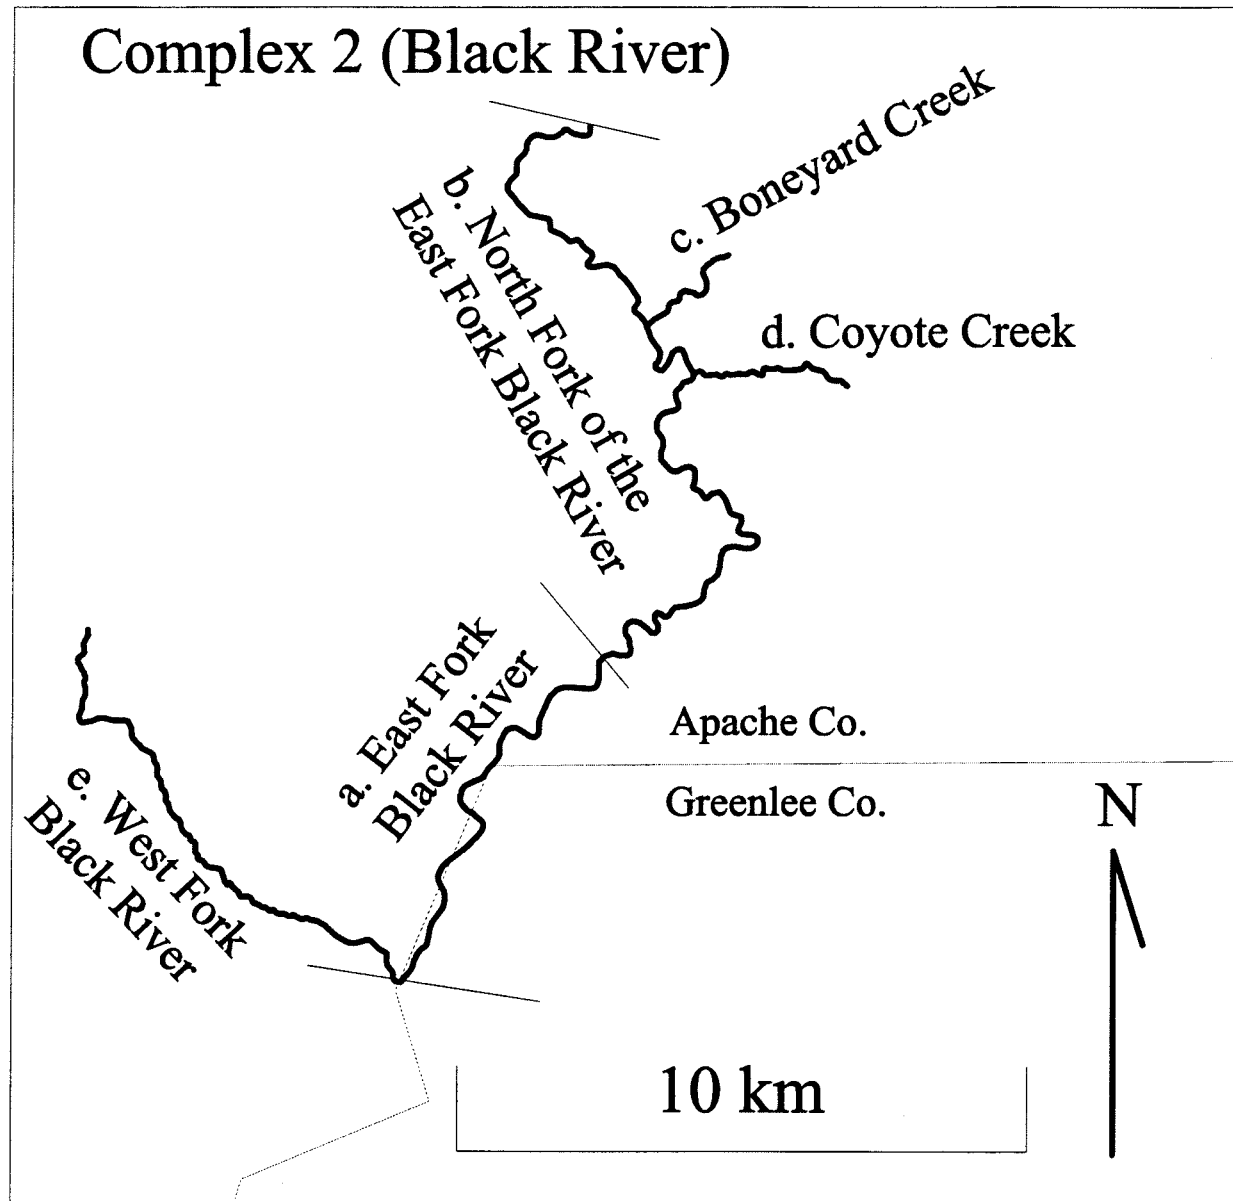 Complex 2 (Black River)
c. Boneyard Creek
b. North Fork of the
East Fork Black River
d. Coyote Creek
a. East Fork
Black River
Apache Co.
Greenlee Co.
e. West Fork
Black River
N
10 km